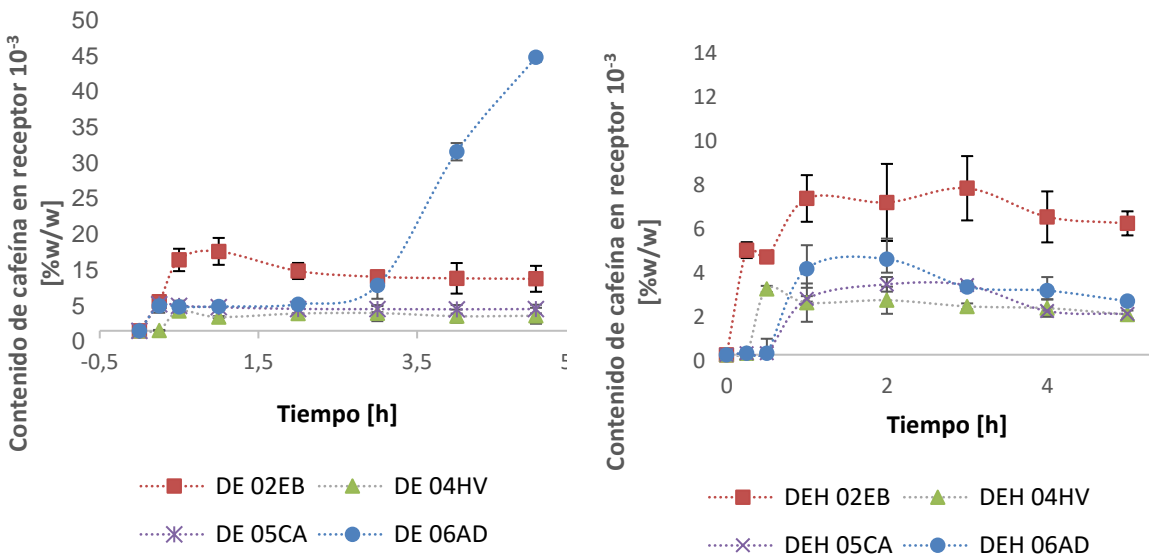 Contenido de cafeína en receptor 10-3
[%w/w]
50
45
40
35
30
25
20
15
10
5
0
-0,5
1,5
3,5
Tiempo [h]
DE 02EB
DE 04HV
DE 05CA
DE 06AD
Contenido de cafeína en receptor 10-3
[%w/w]
14
12
10
8
6
4
2
0
0
2
4
Tiempo [h]
DEH 02EB
DEH 04HV
DEH 05CA
DEH 06AD